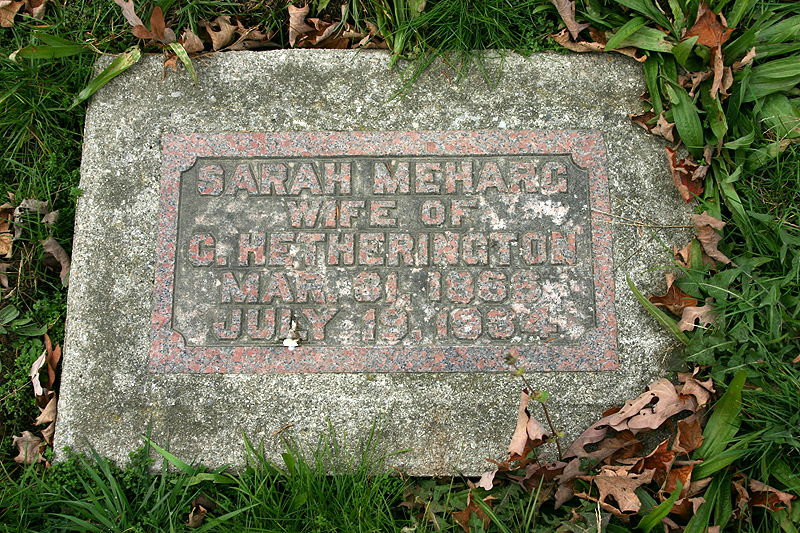 SARAH MEHARG
WIFE OF
C. HETHERINGTON
MAR. 31, 1865
JULY 19, 1934